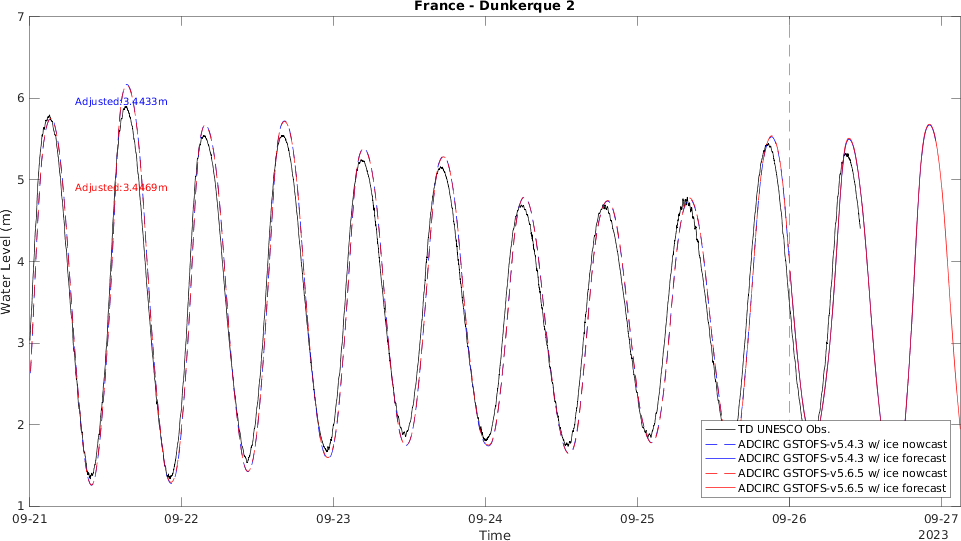 France - Dunkerque 2
7
6
5
4
3
2
1
Water Level (m)
Adjusted:3.4433m
Adjusted:3.4469m
TD UNESCO Obs.
ADCIRC GSTOFS-v5.4.3 w/ ice nowcast
ADCIRC GSTOFS-v5.4.3 w/ ice forecast
ADCIRC GSTOFS-v5.6.5 w/ ice nowcast
ADCIRC GSTOFS-v5.6.5 w/ ice forecast
09-21 09-22 09-23 09-24 09-25 09-26 09-27
Time
2023